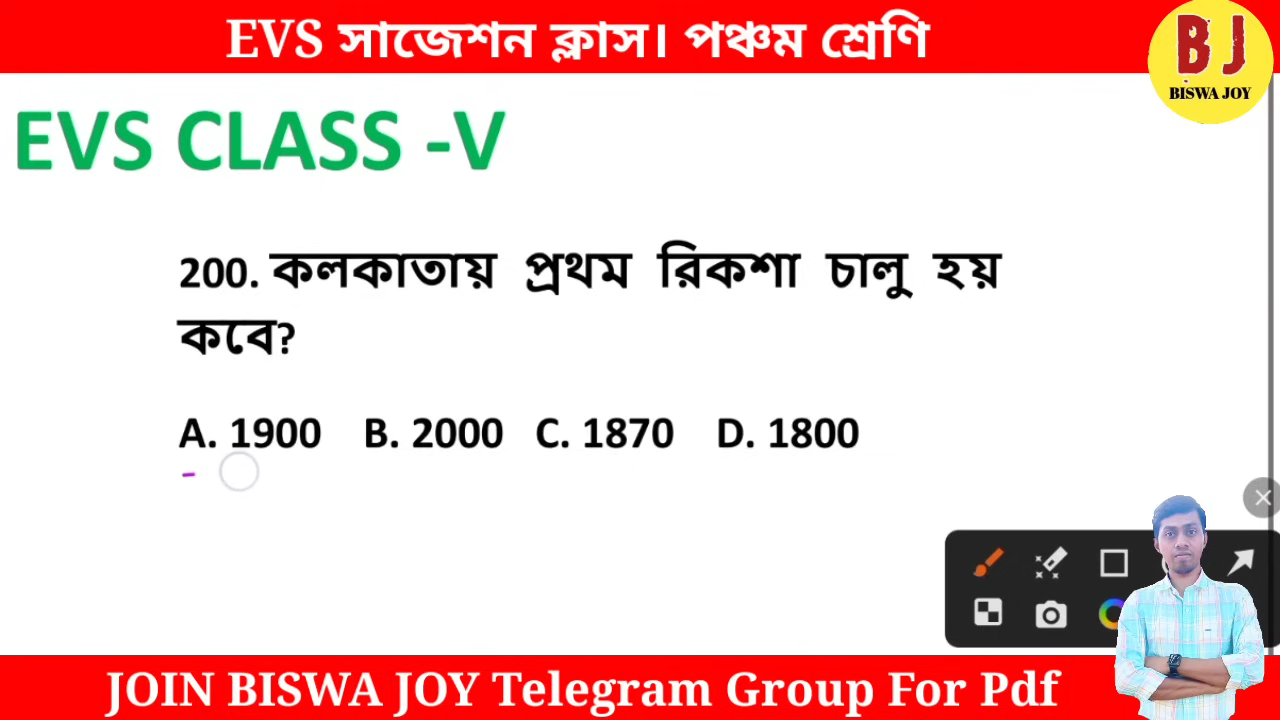 EVS সাজেশন ক্লাস। পঞ্চম শ্রেণি
B J
BISWA JOY
EVS CLASS -V
200. কলকাতায় প্রথম রিকশা চালু হয়
কবে?
A. 1900 B. 2000 C. 1870 D. 1800
JOIN BISWA JOY Telegram Group For Pdf